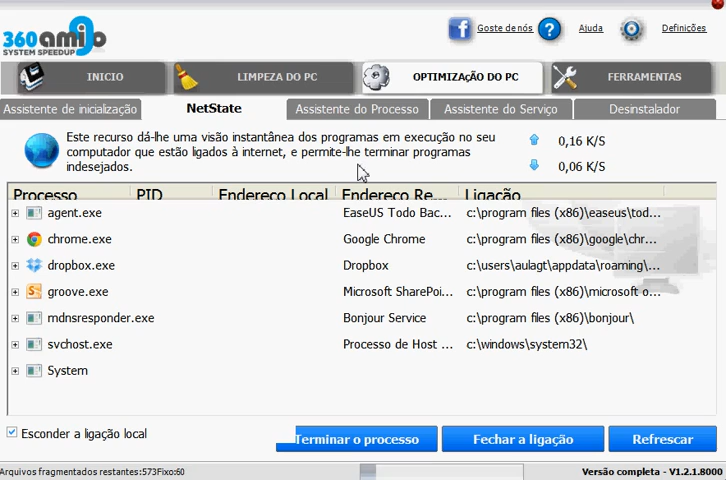 360amigo
SYSTEM SPEEDUP
Goste de nós
Ajuda
Definições
INICIO
LIMPEZA DO PC
OPTIMIZAÇÃO DO PC
FERRAMENTAS
Assistente de inicialização
NetState
Assistente do Processo
Assistente do Serviço
Desinstalador
Este recurso dá-lhe uma visão instantânea dos programas em execução no seu
computador que estão ligados à internet, e permite-lhe terminar programas
indesejados.
0,16 K/S
0,06 K/S
Processo PID Endereço Local Endereço Re... Ligação
agent.exe EaseUS Todo Bac... c:\program files (x86)\easeus\tod...
chrome.exe Google Chrome c:\program files (x86)\google\chr...
dropbox.exe Dropbox c:\users\aulagt\appdata\roaming\...
groove.exe Microsoft SharePoi... c:\program files (x86)\microsoft o...
mdnsresponder.exe Bonjour Service c:\program files (x86)\bonjour\
svchost.exe Processo de Host ... c:\windows\system32\
System
Esconder a ligação local
Terminar o processo
Fechar a ligação
Refrescar
Arquivos fragmentados restantes:573Fixo:60
Versão completa - V1.2.1.8000